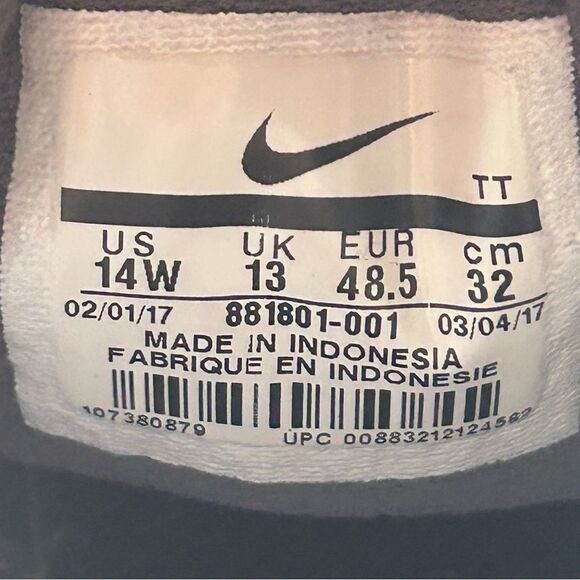 TT
US UK EUR cm
14W 13 48.5 32
02/01/17 881801-001 03/04/17
MADE IN INDONESIA
FABRIQUE EN INDONESIE
107380879
UPC 00883212124562